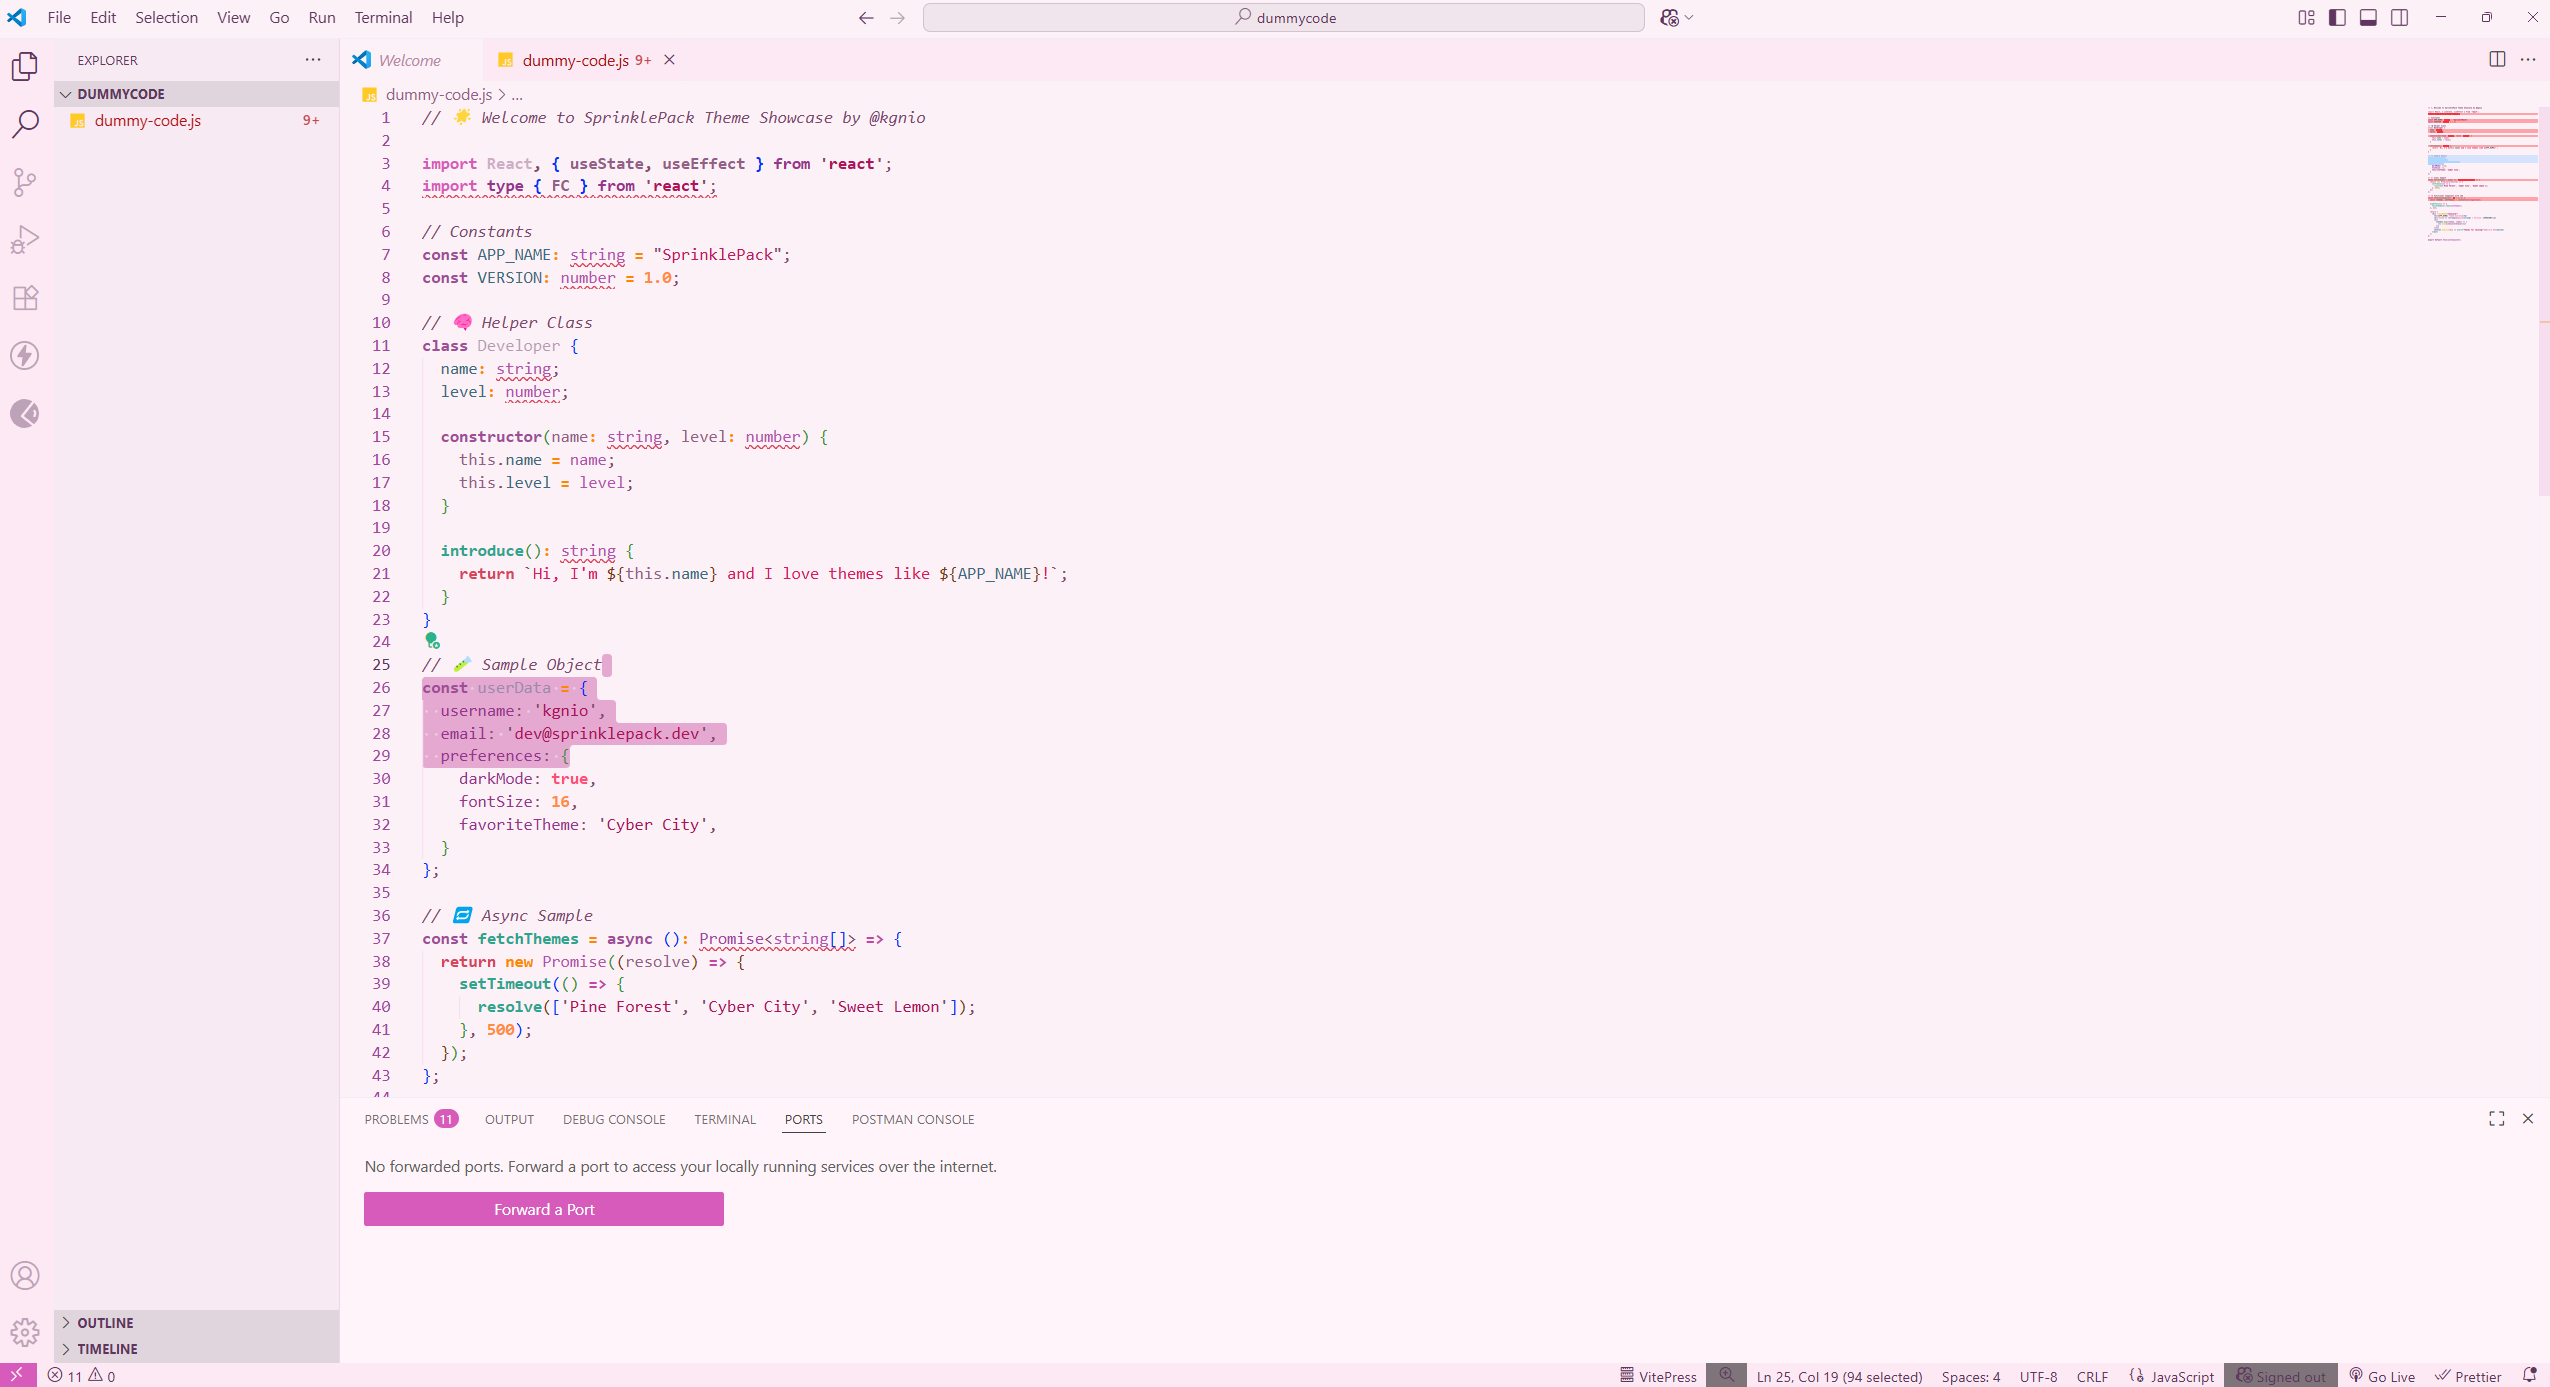 File Edit Selection View Go Run Terminal Help
dummycode
EXPLORER
DUMMYCODE
dummy-code.js 9+
Welcome
dummy-code.js 9+
dummy-code.js > ...
1 // 🌟 Welcome to SprinklePack Theme Showcase by @kgnio
2
3 import React, { useState, useEffect } from 'react';
4 import type { FC } from 'react';
5
6 // Constants
7 const APP_NAME: string = "SprinklePack";
8 const VERSION: number = 1.0;
9
10 // 🧠 Helper Class
11 class Developer {
12 name: string;
13 level: number;
14
15 constructor(name: string, level: number) {
16 this.name = name;
17 this.level = level;
18 }
19
20 introduce(): string {
21 return `Hi, I'm ${this.name} and I love themes like ${APP_NAME}!`;
22 }
23 }
24
25 // 🧪 Sample Object
26 const userData = {
27 username: 'kgnio',
28 email: 'dev@sprinklepack.dev',
29 preferences: {
30 darkMode: true,
31 fontSize: 16,
32 favoriteTheme: 'Cyber City',
33 }
34 };
35
36 // 🔁 Async Sample
37 const fetchThemes = async (): Promise<string[]> => {
38 return new Promise((resolve) => {
39 setTimeout(() => {
40 resolve(['Pine Forest', 'Cyber City', 'Sweet Lemon']);
41 }, 500);
42 });
43 };
44
PROBLEMS 11 OUTPUT DEBUG CONSOLE TERMINAL PORTS POSTMAN CONSOLE
No forwarded ports. Forward a port to access your locally running services over the internet.
Forward a Port
OUTLINE
TIMELINE
11 0
VitePress Ln 25, Col 19 (94 selected) Spaces: 4 UTF-8 CRLF JavaScript Signed out Go Live Prettier